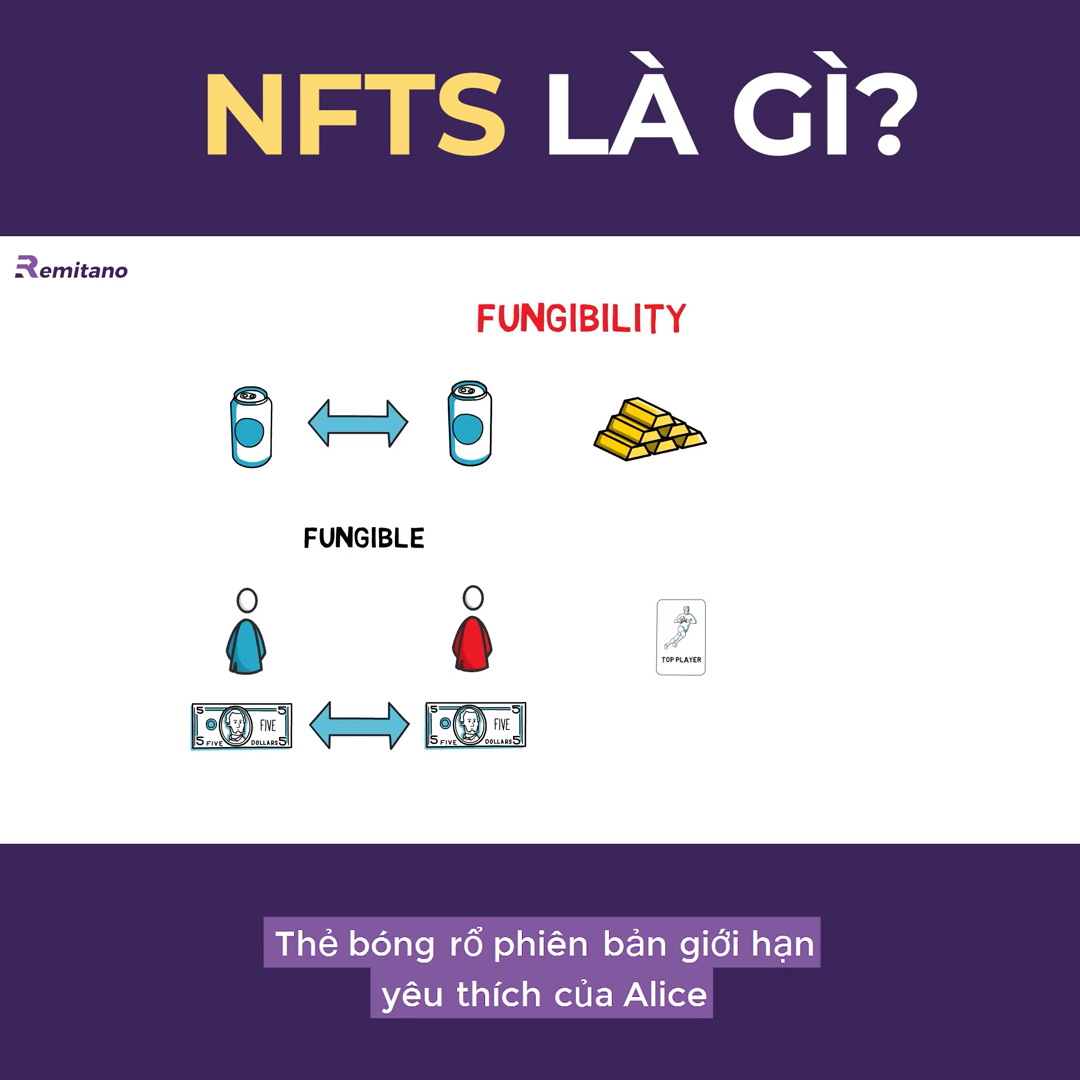 NFTS LÀ GÌ?
Remitano
FUNGIBILITY
FUNGIBLE
TOP PLAYER
5 5
FIVE
5 FIVE DOLLARS 5
5 5
FIVE
5 FIVE DOLLARS 5
Thẻ bóng rổ phiên bản giới hạn
yêu thích của Alice